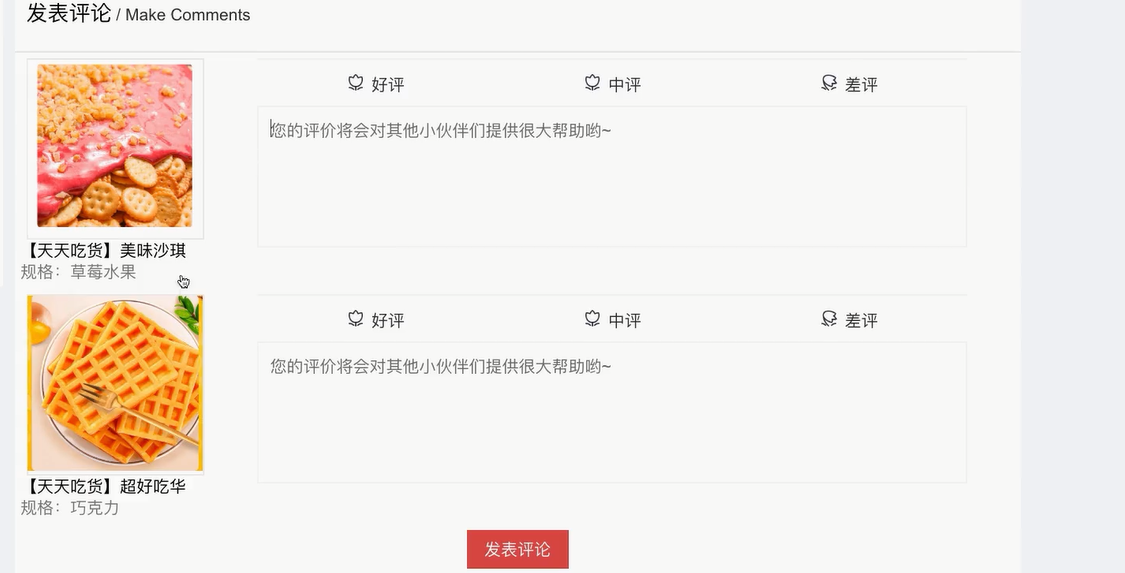 发表评论 / Make Comments
好评 中评 差评
您的评价将会对其他小伙伴们提供很大帮助哟~
【天天吃货】美味沙琪
规格：草莓水果
好评 中评 差评
您的评价将会对其他小伙伴们提供很大帮助哟~
【天天吃货】超好吃华
规格：巧克力
发表评论